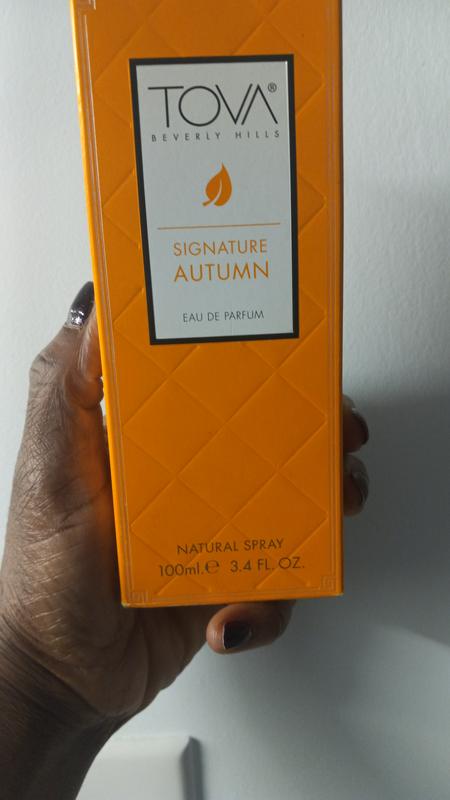 TOVA®
BEVERLY HILLS
SIGNATURE
AUTUMN
EAU DE PARFUM
NATURAL SPRAY
100ml.e 3.4 FL. OZ.